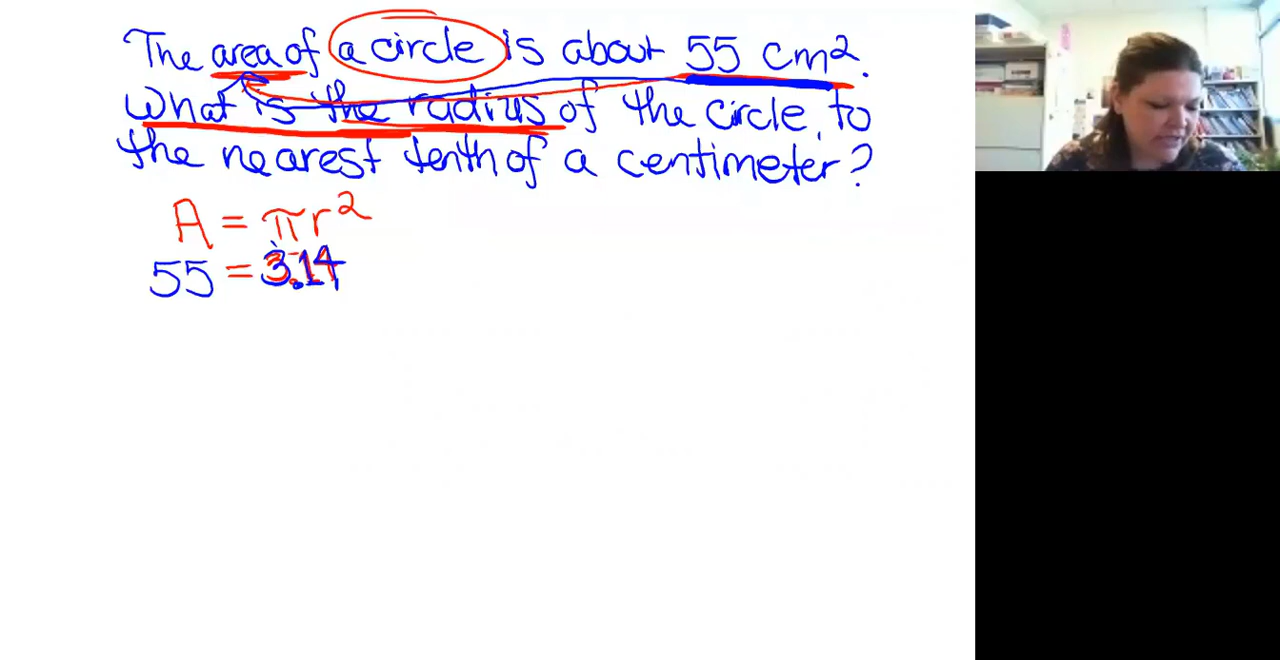 The area of a circle is about 55 cm².
What is the radius of the circle, to
the nearest tenth of a centimeter?
A = πr²
55 = 3.14